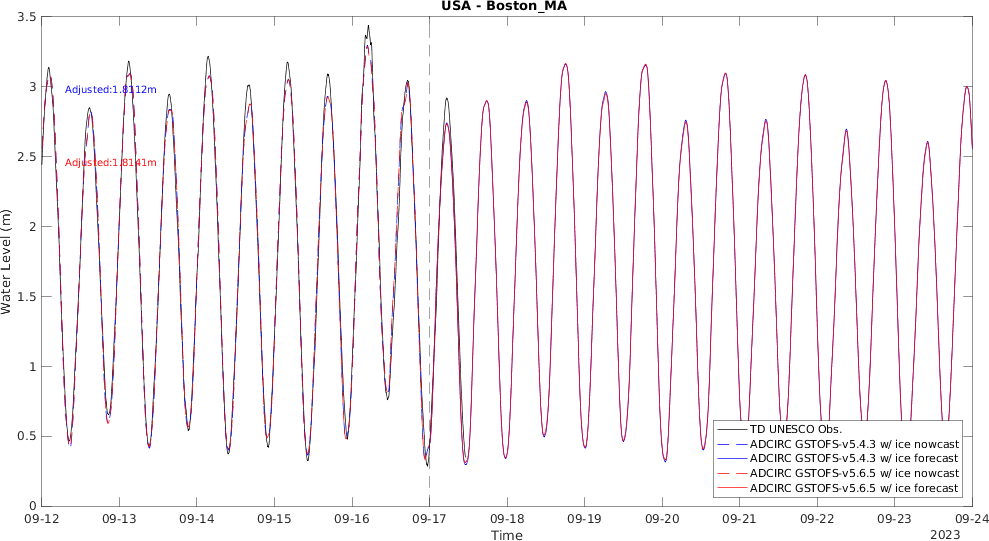 USA - Boston_MA
3.5
3
2.5
2
1.5
1
0.5
0
Water Level (m)
Adjusted:1.8112m
Adjusted:1.8141m
TD UNESCO Obs.
ADCIRC GSTOFS-v5.4.3 w/ ice nowcast
ADCIRC GSTOFS-v5.4.3 w/ ice forecast
ADCIRC GSTOFS-v5.6.5 w/ ice nowcast
ADCIRC GSTOFS-v5.6.5 w/ ice forecast
09-12 09-13 09-14 09-15 09-16 09-17 09-18 09-19 09-20 09-21 09-22 09-23 09-24
Time
2023